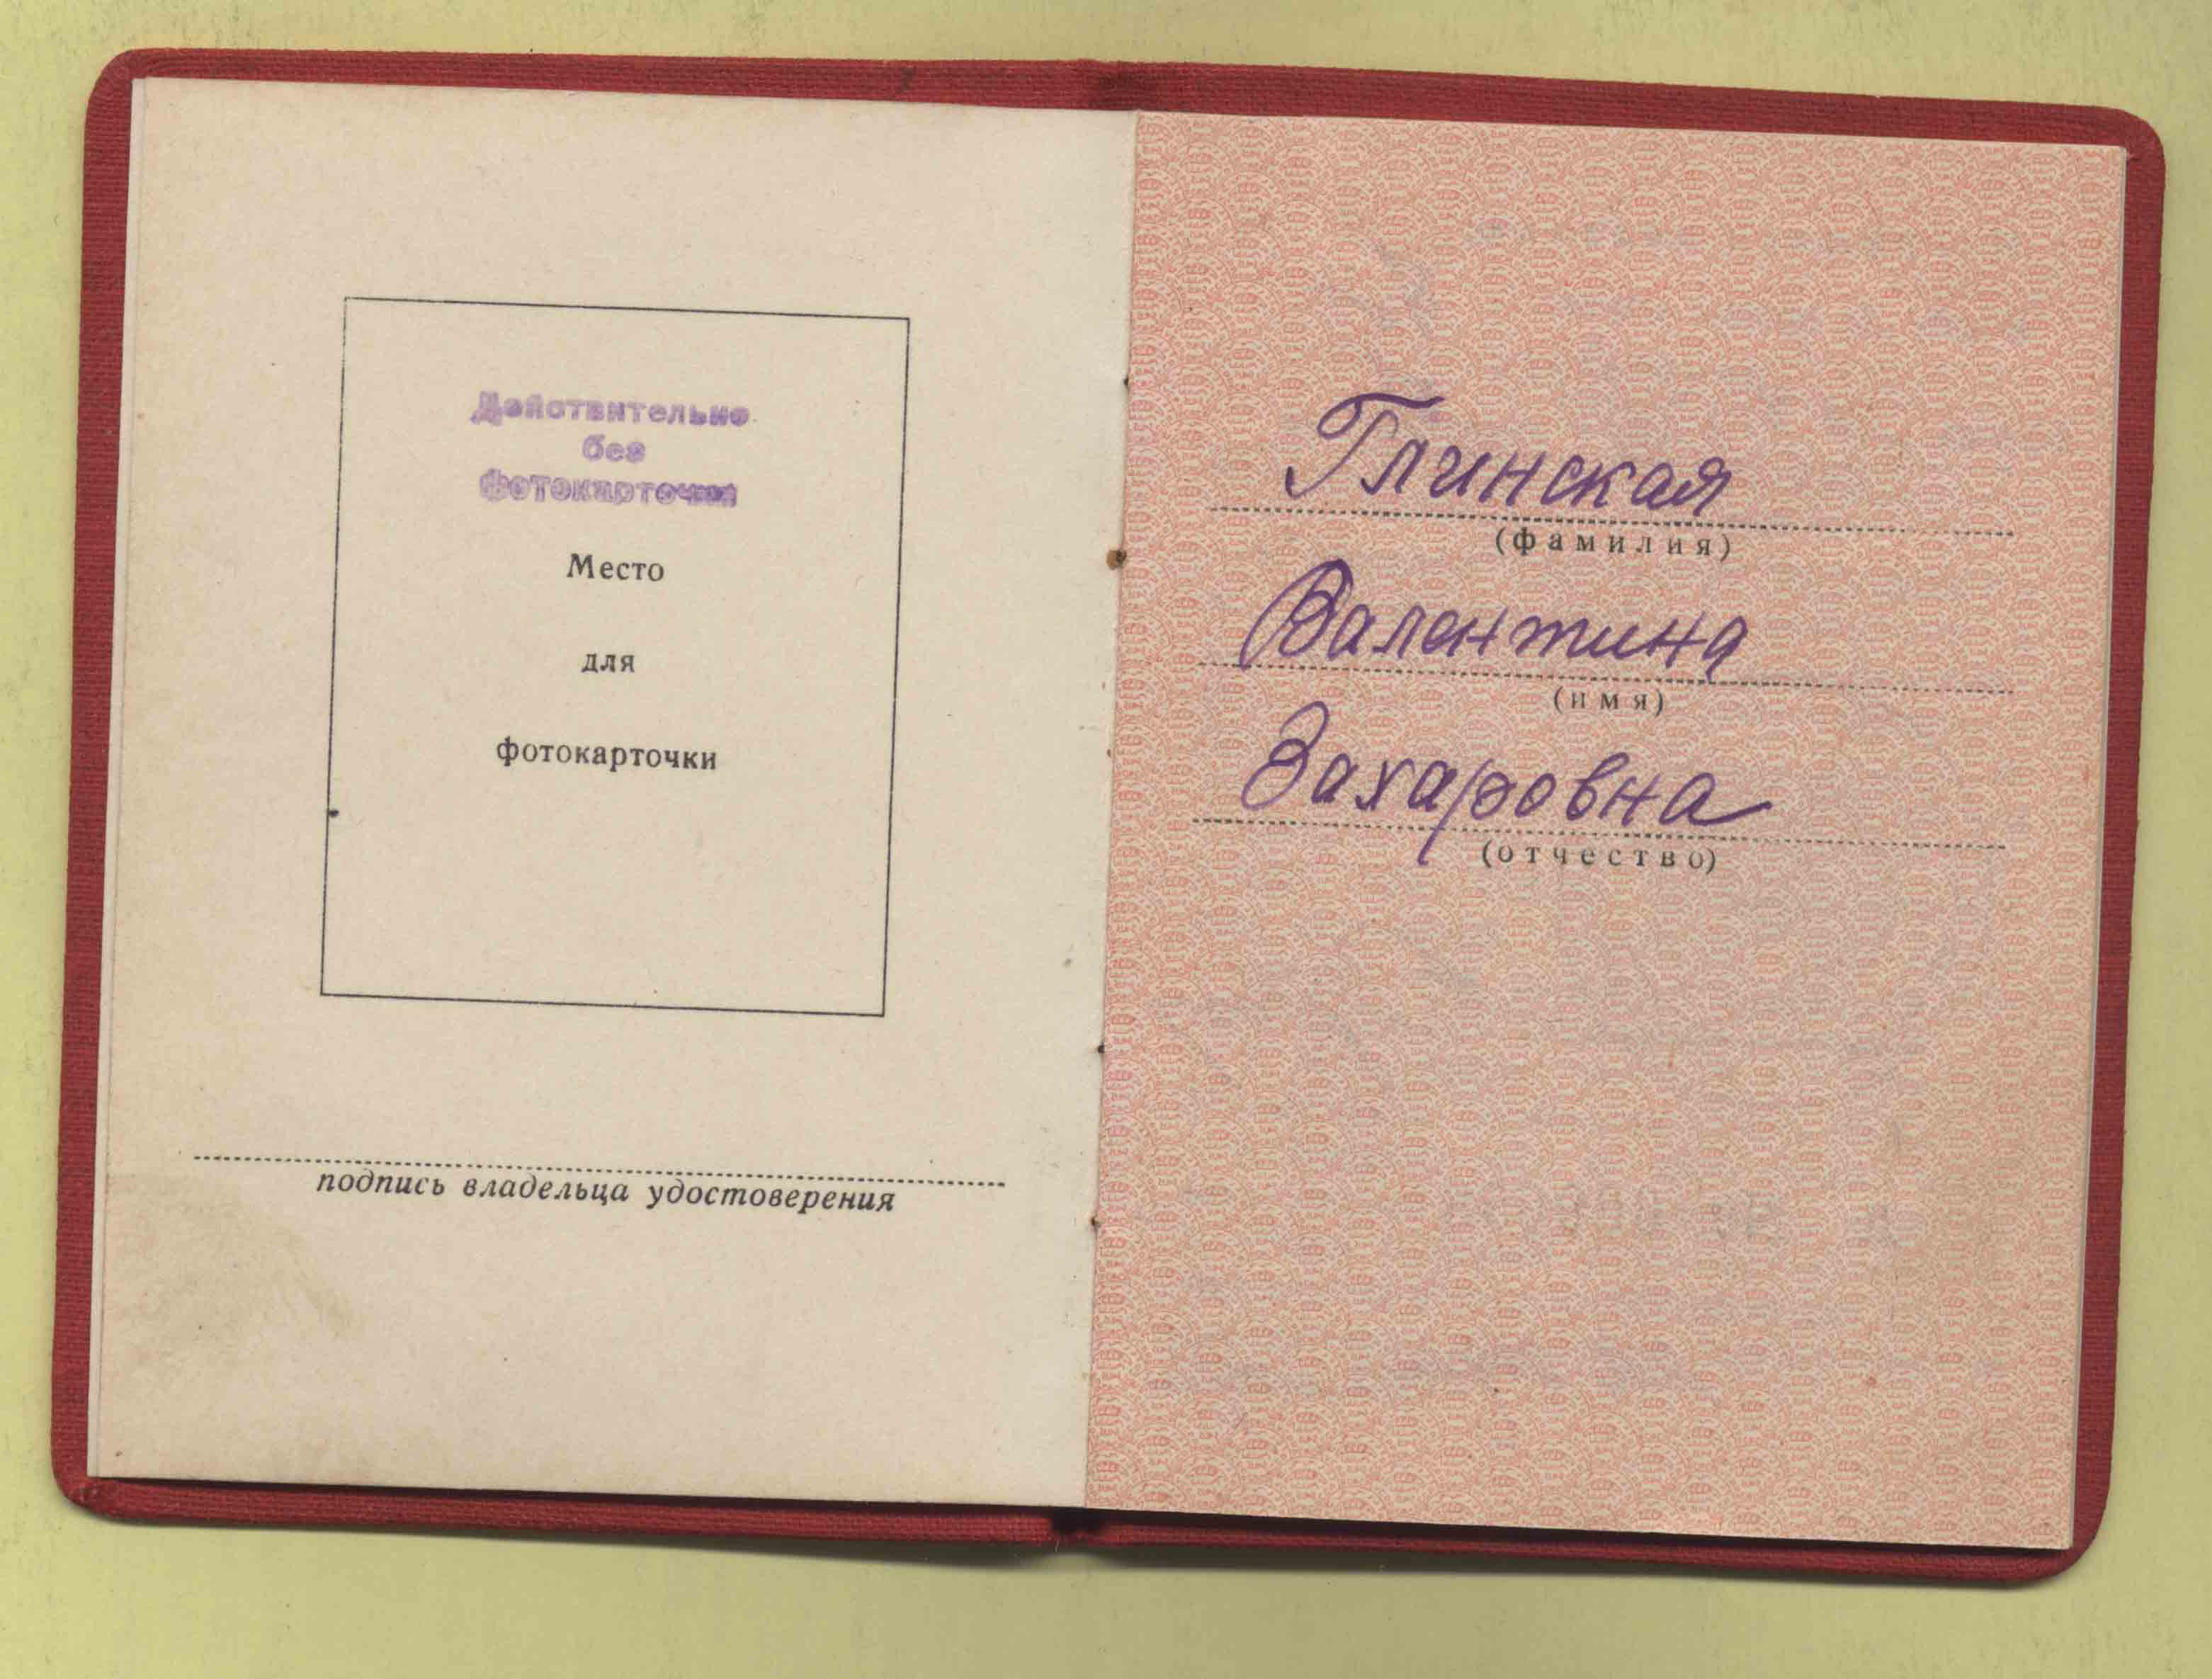 Действительно
без
фотокарточки
Место
для
фотокарточки
подпись владельца удостоверения
Глинская
(фамилия)
Валентина
(имя)
Захаровна
(отчество)